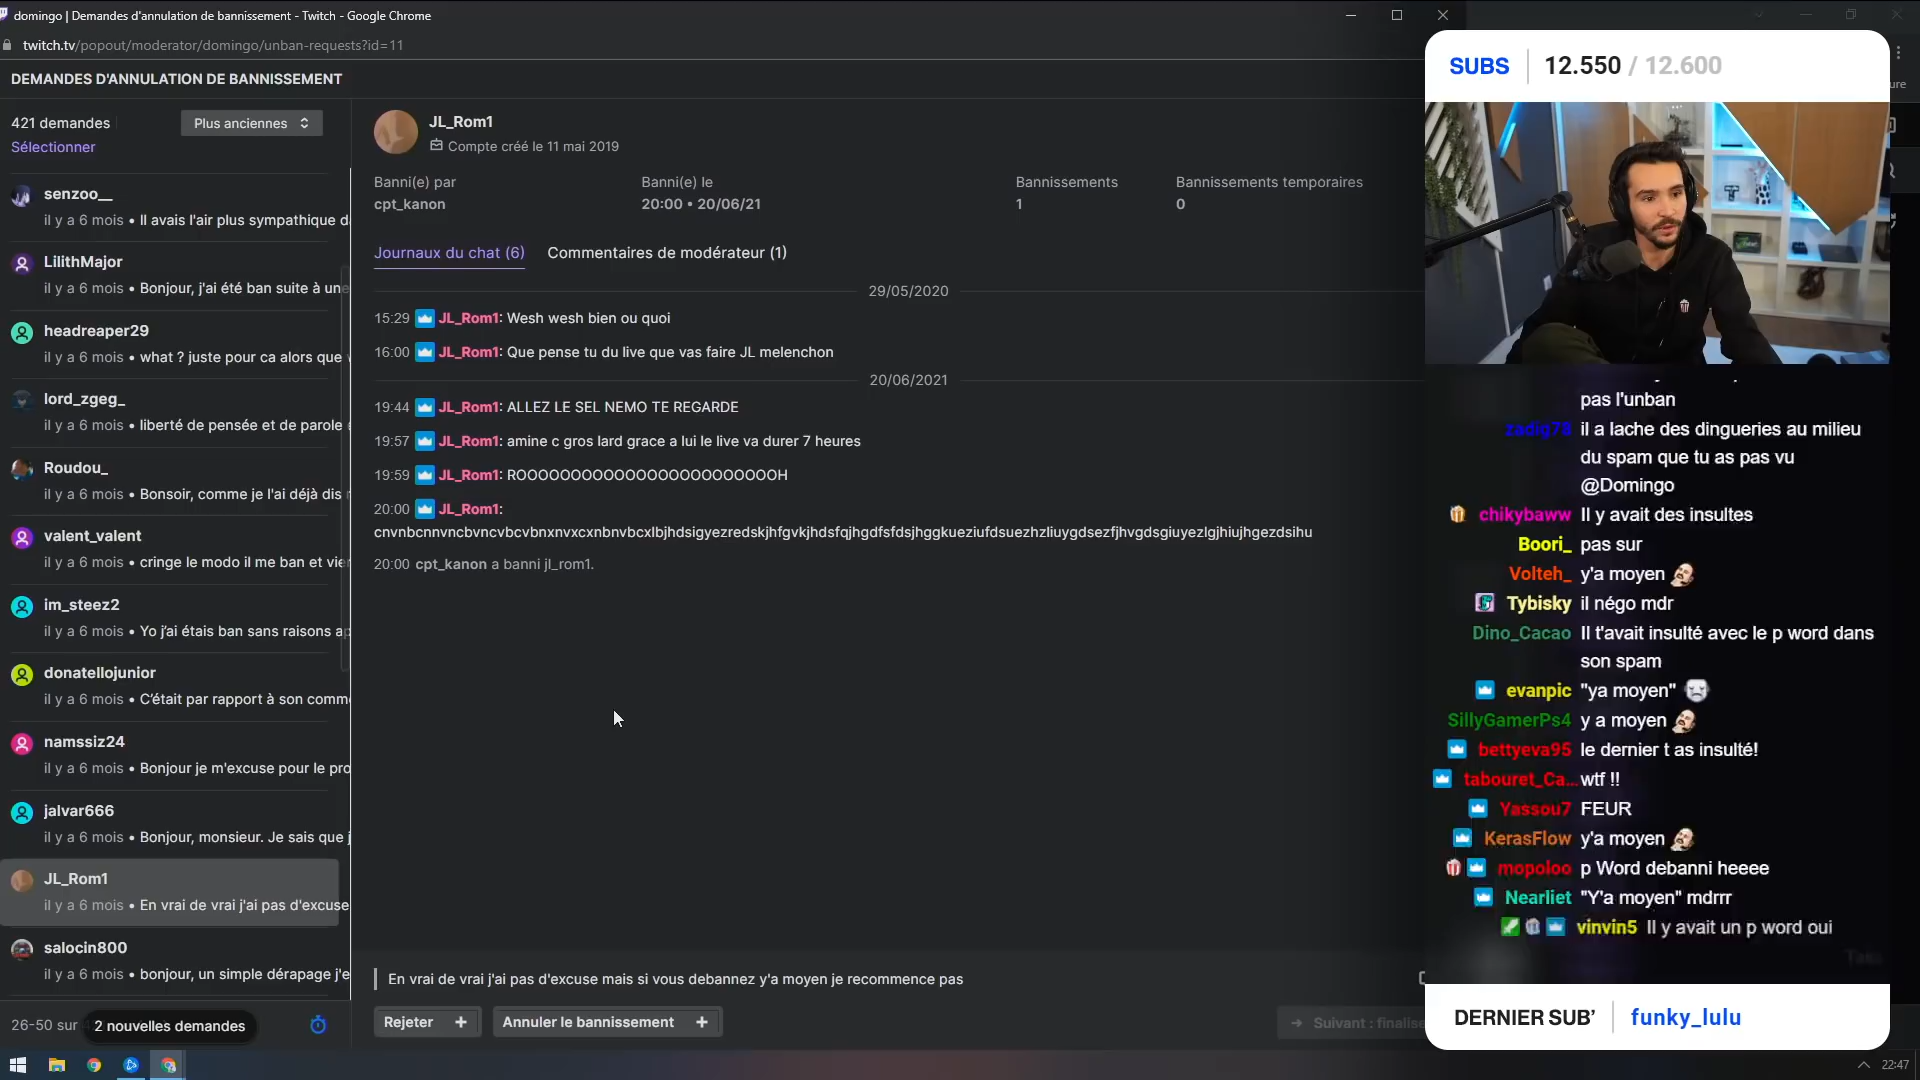 domingo | Demandes d'annulation de bannissement - Twitch - Google Chrome
twitch.tv/popout/moderator/domingo/unban-requests?id=11
DEMANDES D'ANNULATION DE BANNISSEMENT
421 demandes
Plus anciennes
Sélectionner
senzoo__
il y a 6 mois • Il avais l'air plus sympathique d
LilithMajor
il y a 6 mois • Bonjour, j'ai été ban suite à une
headreaper29
il y a 6 mois • what ? juste pour ca alors que
lord_zgeg_
il y a 6 mois • liberté de pensée et de parole
Roudou_
il y a 6 mois • Bonsoir, comme je l'ai déjà dis
valent_valent
il y a 6 mois • cringe le modo il me ban et vie
im_steez2
il y a 6 mois • Yo j'ai étais ban sans raisons ap
donatellojunior
il y a 6 mois • C'était par rapport à son comm
namssiz24
il y a 6 mois • Bonjour je m'excuse pour le pro
jalvar666
il y a 6 mois • Bonjour, monsieur. Je sais que j
JL_Rom1
il y a 6 mois • En vrai de vrai j'ai pas d'excuse
salocin800
il y a 6 mois • bonjour, un simple dérapage j'e
26-50 sur
2 nouvelles demandes
JL_Rom1
Compte créé le 11 mai 2019
Banni(e) par
cpt_kanon
Banni(e) le
20:00 • 20/06/21
Bannissements
1
Bannissements temporaires
0
Journaux du chat (6)
Commentaires de modérateur (1)
29/05/2020
15:29 JL_Rom1: Wesh wesh bien ou quoi
16:00 JL_Rom1: Que pense tu du live que vas faire JL melenchon
20/06/2021
19:44 JL_Rom1: ALLEZ LE SEL NEMO TE REGARDE
19:57 JL_Rom1: amine c gros lard grace a lui le live va durer 7 heures
19:59 JL_Rom1: ROOOOOOOOOOOOOOOOOOOOOOOOH
20:00 JL_Rom1:
cnvnbcnnvncbvncvbcvbnxnvxcxnbnvbcxlbjhdsigyezredskjhfgvkjhdsfqjhgdfsfdsjhggkueziufdsuezhzliuygdsezfjhvgdsgiuyezlgjhiujhgezdsihu
20:00 cpt_kanon a banni jl_rom1.
En vrai de vrai j'ai pas d'excuse mais si vous debannez y'a moyen je recommence pas
Rejeter +
Annuler le bannissement +
Suivant : finalise
SUBS
12.550 / 12.600
pas l'unban
zadig78 il a lache des dingueries au milieu
du spam que tu as pas vu
@Domingo
chikybaww Il y avait des insultes
Boori_ pas sur
Volteh_ y'a moyen
Tybisky il négo mdr
Dino_Cacao Il t'avait insulté avec le p word dans
son spam
evanpic "ya moyen"
SillyGamerPs4 y a moyen
bettyeva95 le dernier t as insulté!
tabouret_Ca... wtf !!
Yassou7 FEUR
KerasFlow y'a moyen
mopoloo p Word debanni heeee
Nearliet "Y'a moyen" mdrrr
vinvin5 Il y avait un p word oui
DERNIER SUB'
funky_lulu
22:47